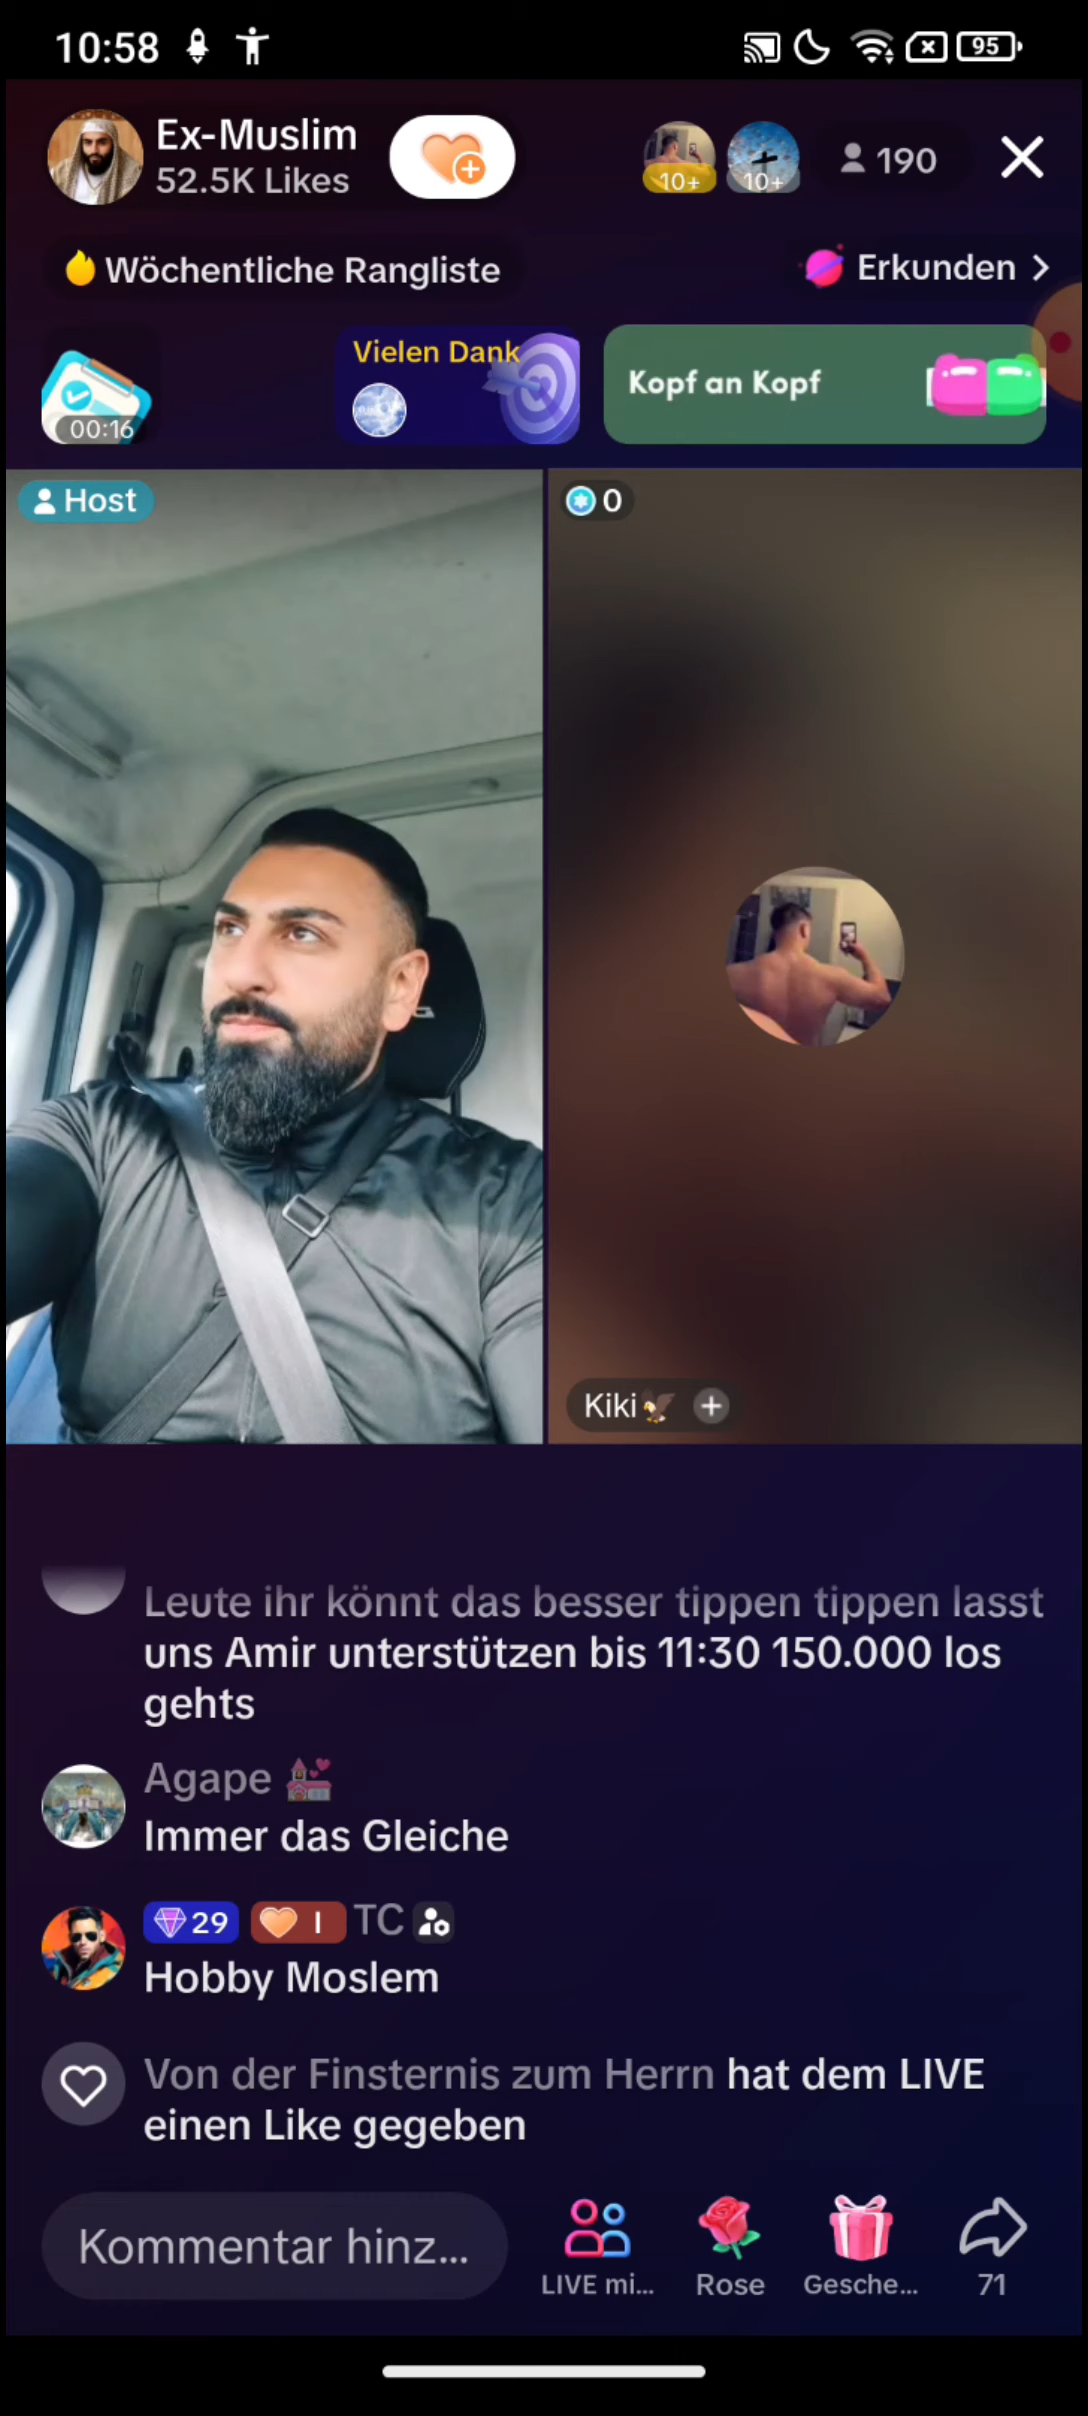 10:58
95
Ex-Muslim
52.5K Likes
10+
10+
190
Wöchentliche Rangliste
Erkunden >
00:16
Vielen Dank
Kopf an Kopf
Host
0
Kiki
Leute ihr könnt das besser tippen tippen lasst
uns Amir unterstützen bis 11:30 150.000 los
gehts
Agape
Immer das Gleiche
29 I TC
Hobby Moslem
Von der Finsternis zum Herrn hat dem LIVE
einen Like gegeben
Kommentar hinz...
LIVE mi...
Rose
Gesche...
71